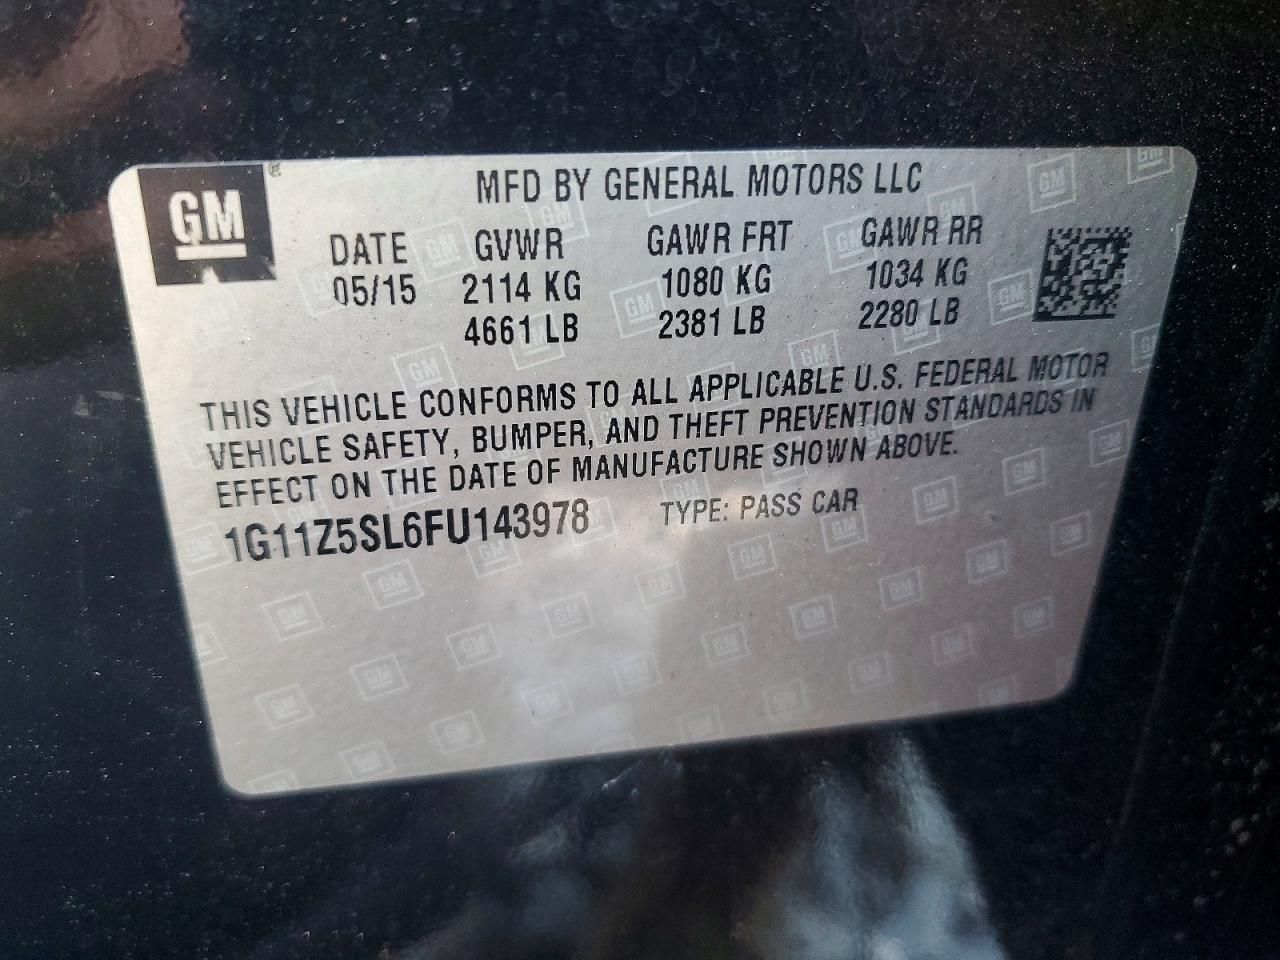 GM
MFD BY GENERAL MOTORS LLC
DATE GVWR GAWR FRT GAWR RR
05/15 2114 KG 1080 KG 1034 KG
4661 LB 2381 LB 2280 LB
THIS VEHICLE CONFORMS TO ALL APPLICABLE U.S. FEDERAL MOTOR
VEHICLE SAFETY, BUMPER, AND THEFT PREVENTION STANDARDS IN
EFFECT ON THE DATE OF MANUFACTURE SHOWN ABOVE.
1G11Z5SL6FU143978 TYPE: PASS CAR